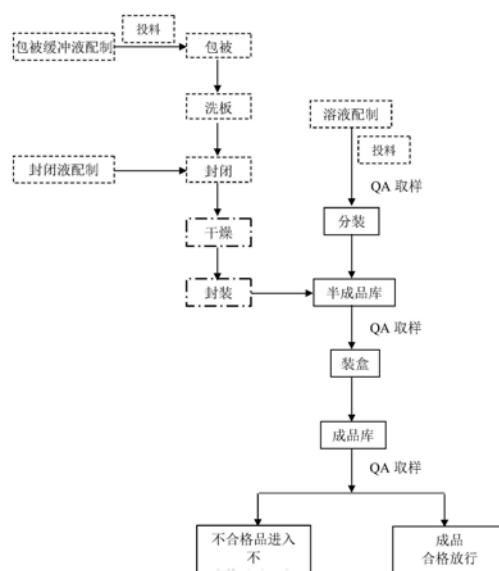 投料
包被缓冲液配制
包被
洗板
溶液配制
投料
封闭液配制
封闭
QA 取样
分装
干燥
封装
半成品库
QA 取样
装盒
成品库
QA 取样
不合格品进入
不
成品
合格放行